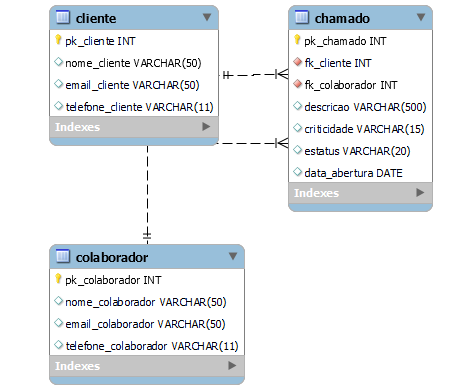 cliente
pk_cliente INT
nome_cliente VARCHAR(50)
email_cliente VARCHAR(50)
telefone_cliente VARCHAR(11)
Indexes
chamado
pk_chamado INT
fk_cliente INT
fk_colaborador INT
descricao VARCHAR(500)
criticidade VARCHAR(15)
estatus VARCHAR(20)
data_abertura DATE
Indexes
colaborador
pk_colaborador INT
nome_colaborador VARCHAR(50)
email_colaborador VARCHAR(50)
telefone_colaborador VARCHAR(11)
Indexes